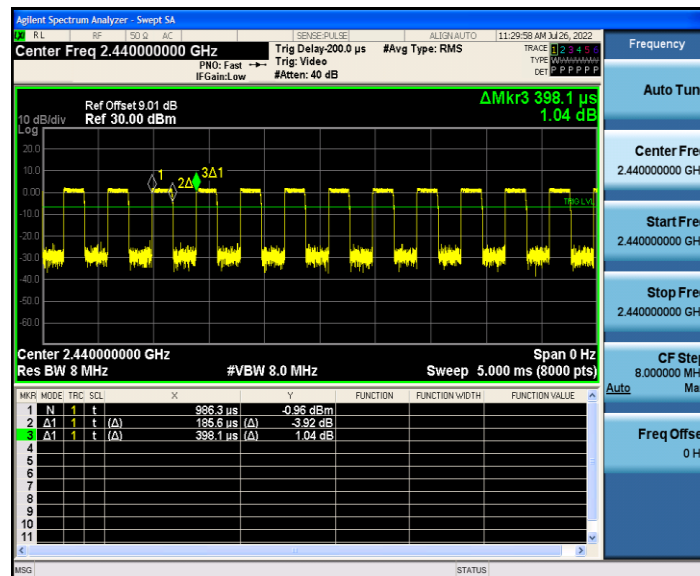 Agilent Spectrum Analyzer - Swept SA
RL RF 50 Ω AC SENSE:PULSE ALIGNAUTO 11:29:58 AM Jul 26, 2022
Center Freq 2.440000000 GHz
PNO: Fast
IFGain:Low
Trig Delay-200.0 µs
Trig: Video
#Atten: 40 dB
#Avg Type: RMS
TRACE 1 2 3 4 5 6
TYPE
DET P P P P P P
Ref Offset 9.01 dB
Ref 30.00 dBm
10 dB/div
Log
ΔMkr3 398.1 µs
1.04 dB
20.0
10.0
0.00
-10.0
-20.0
-30.0
-40.0
-50.0
-60.0
1
2Δ
3Δ1
TRIG LVL
Center 2.440000000 GHz
Span 0 Hz
Res BW 8 MHz
#VBW 8.0 MHz
Sweep 5.000 ms (8000 pts)
MKR MODE TRC SCL X Y FUNCTION FUNCTION WIDTH FUNCTION VALUE
1 N 1 t 986.3 µs -0.96 dBm
2 Δ1 1 t (Δ) 185.6 µs (Δ) -3.92 dB
3 Δ1 1 t (Δ) 398.1 µs (Δ) 1.04 dB
4
5
6
7
8
9
10
11
MSG
STATUS
Frequency
Auto Tun
Center Fre
2.440000000 GH
Start Fre
2.440000000 GH
Stop Fre
2.440000000 GH
CF Ste
8.000000 MH
Auto Ma
Freq Offse
0 H